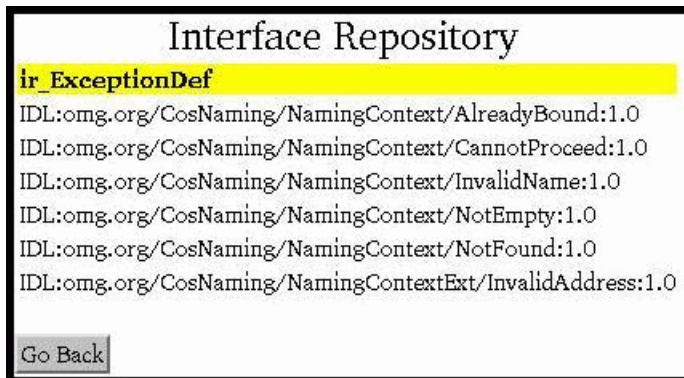 Interface Repository
ir_ExceptionDef
IDL:omg.org/CosNaming/NamingContext/AlreadyBound:1.0
IDL:omg.org/CosNaming/NamingContext/CannotProceed:1.0
IDL:omg.org/CosNaming/NamingContext/InvalidName:1.0
IDL:omg.org/CosNaming/NamingContext/NotEmpty:1.0
IDL:omg.org/CosNaming/NamingContext/NotFound:1.0
IDL:omg.org/CosNaming/NamingContextExt/InvalidAddress:1.0
Go Back